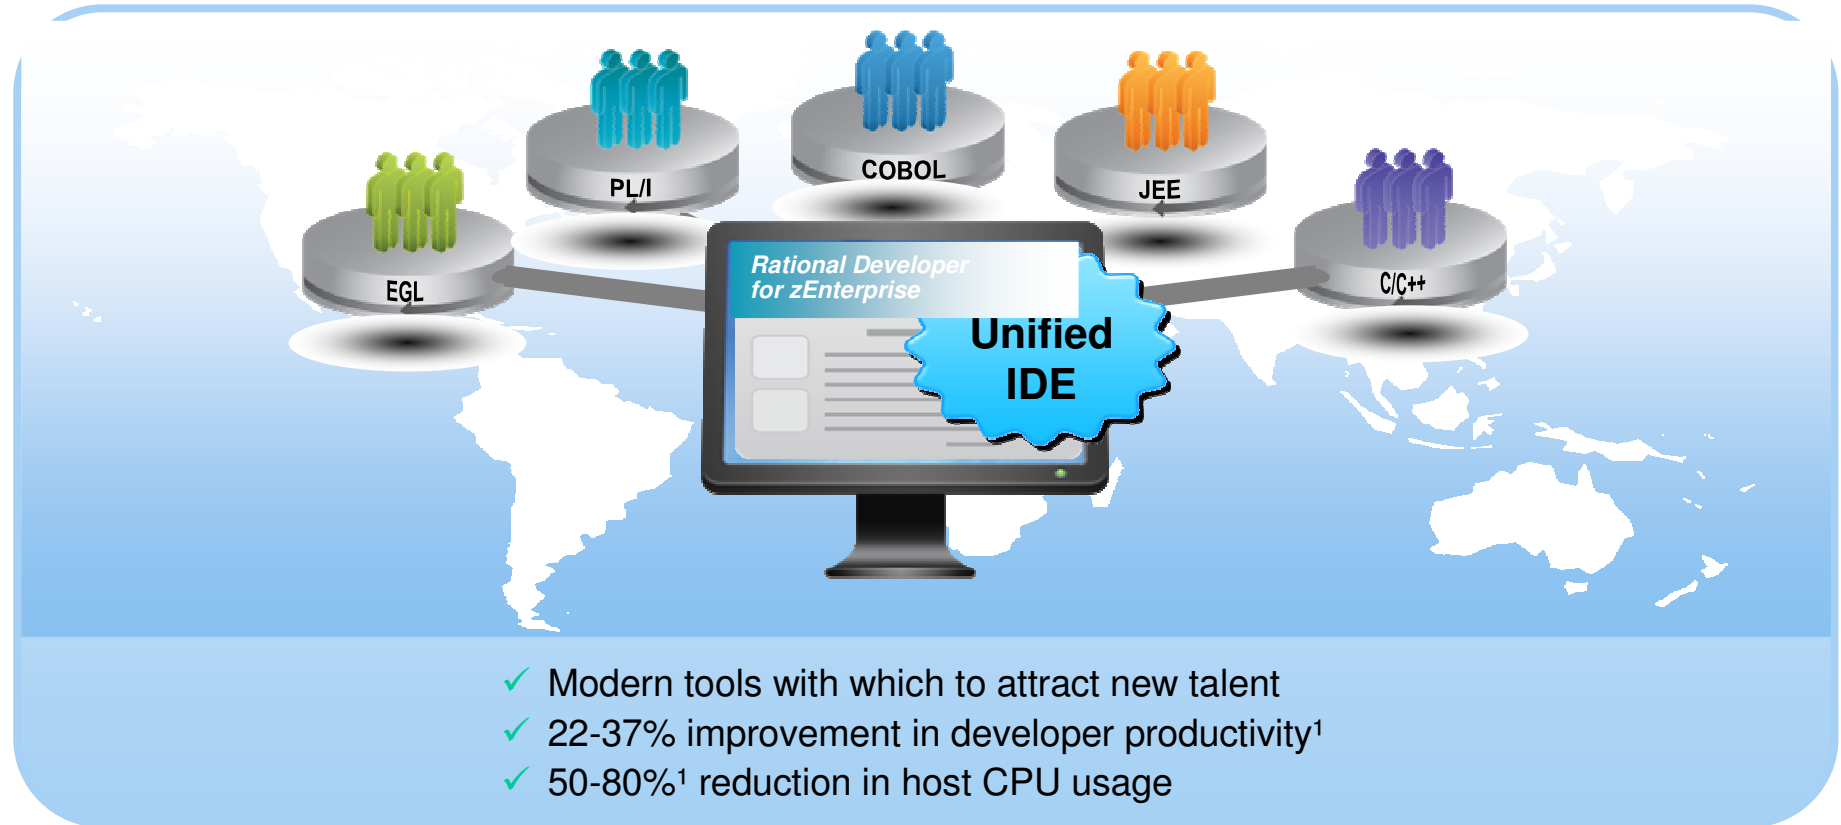 COBOL
PL/I
JEE
EGL
C/C++
Rational Developer
for zEnterprise
Unified
IDE
✓ Modern tools with which to attract new talent
✓ 22-37% improvement in developer productivity¹
✓ 50-80%¹ reduction in host CPU usage